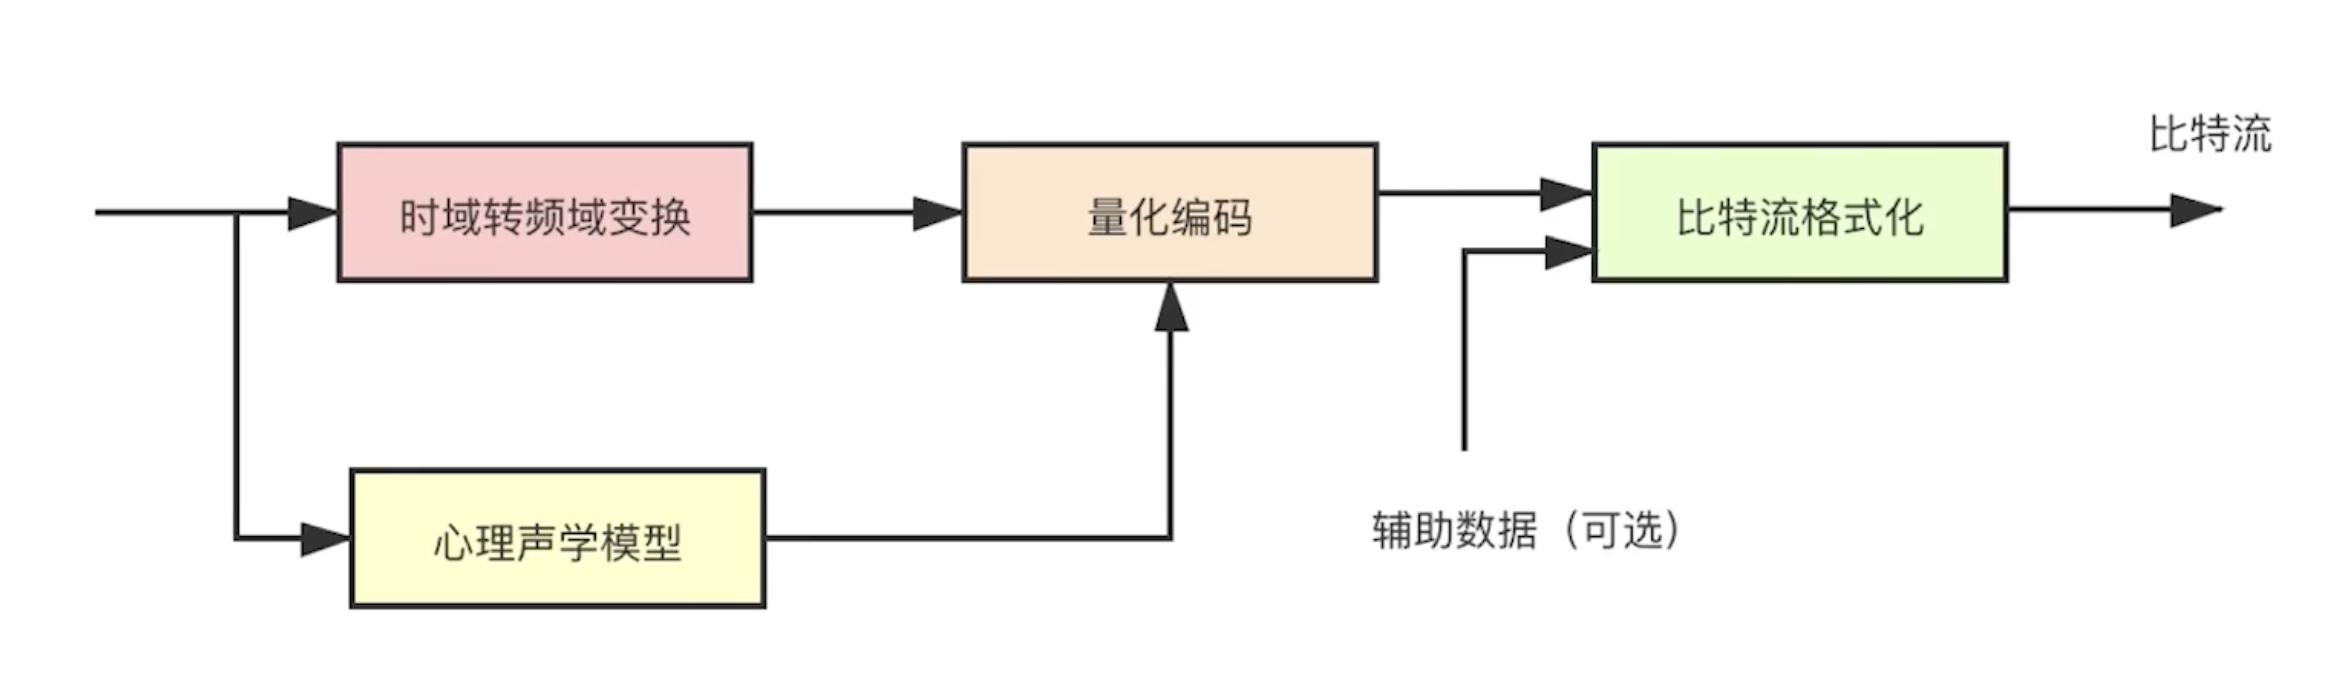 比特流
时域转频域变换
量化编码
比特流格式化
心理声学模型
辅助数据（可选）